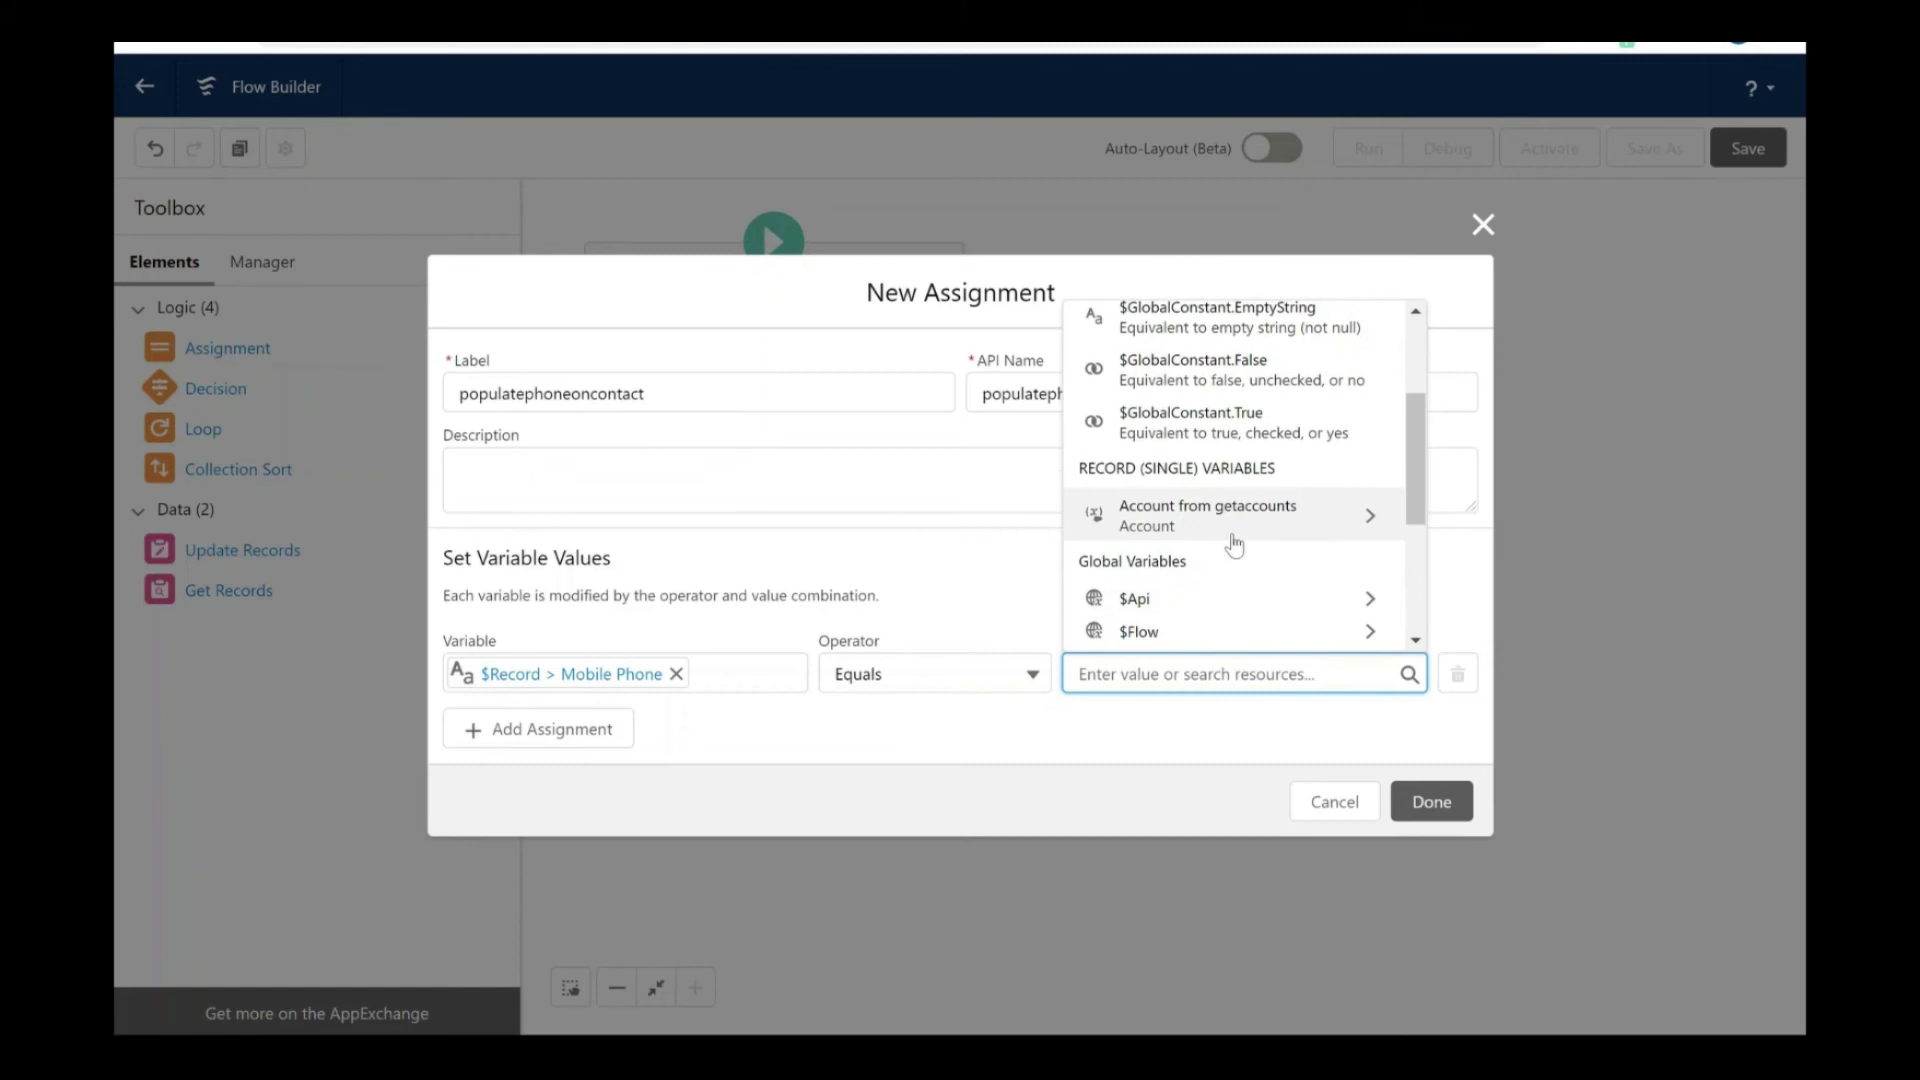 Flow Builder
?
Auto-Layout (Beta)
Run
Debug
Activate
Save As
Save
Toolbox
Elements
Manager
Logic (4)
Assignment
Decision
Loop
Collection Sort
Data (2)
Update Records
Get Records
Get more on the AppExchange
New Assignment
* Label
populatephoneoncontact
* API Name
populateph
Description
Set Variable Values
Each variable is modified by the operator and value combination.
Variable
Aa $Record > Mobile Phone
Operator
Equals
Aa $GlobalConstant.EmptyString
Equivalent to empty string (not null)
$GlobalConstant.False
Equivalent to false, unchecked, or no
$GlobalConstant.True
Equivalent to true, checked, or yes
RECORD (SINGLE) VARIABLES
Account from getaccounts
Account
Global Variables
$Api
$Flow
Enter value or search resources...
+ Add Assignment
Cancel
Done